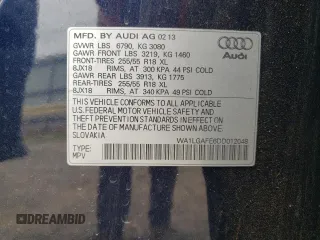 MFD. BY AUDI AG 02 13
GVWR LBS 6790, KG 3080
GAWR FRONT LBS 3219, KG 1460
FRONT-TIRES: 255/55 R18 XL
8JX18 RIMS, AT 300 KPA 44 PSI COLD
GAWR REAR LBS 3913, KG 1775
REAR-TIRES: 255/55 R18 XL
8JX18 RIMS, AT 340 KPA 49 PSI COLD
Audi
THIS VEHICLE CONFORMS TO ALL APPLICABLE
U.S. FEDERAL MOTOR VEHICLE SAFETY AND
THEFT PREVENTION STANDARDS IN EFFECT ON
THE DATE OF MANUFACTURE SHOWN ABOVE.
SLOVAKIA
WA1LGAFE8DD012048
TYPE:
MPV
DREAMBID